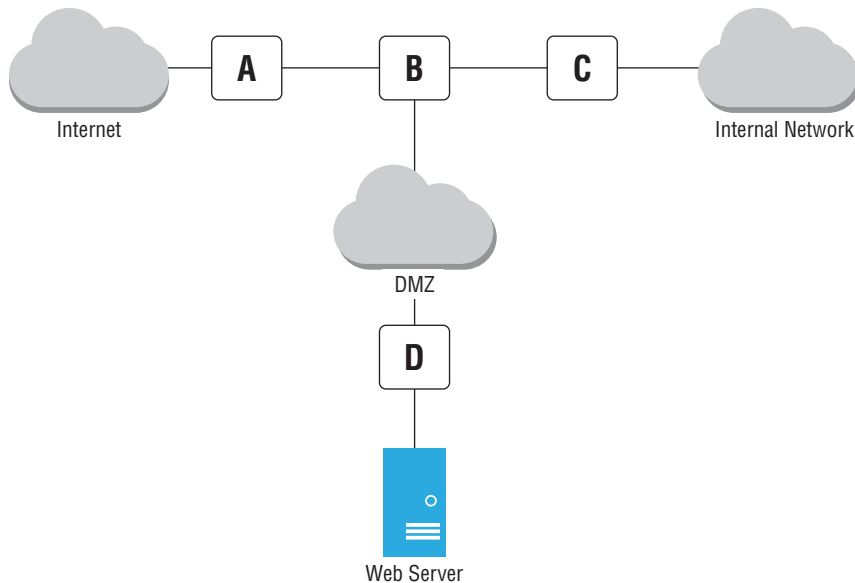 A
B
C
Internet
Internal Network
DMZ
D
Web Server